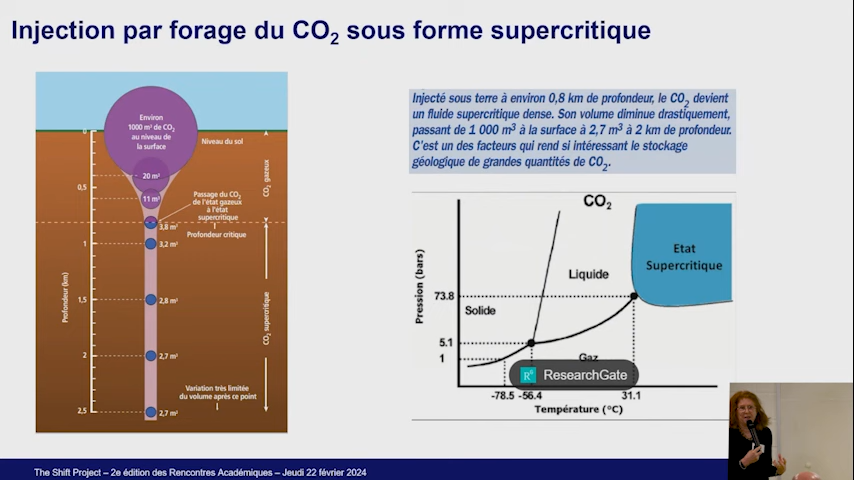 Injection par forage du CO2 sous forme supercritique
Environ
1000 m³ de CO2
au niveau de
la surface
0
Niveau du sol
20 m³
0,5
11 m³
CO2 gazeux
Passage du CO2
de l'état gazeux
à l'état
supercritique
Profondeur critique
3,8 m³
1
3,2 m³
Profondeur (km)
1,5
2,8 m³
CO2 supercritique
2
2,7 m³
Variation très limitée
du volume après ce point
2,5
2,7 m³
Injecté sous terre à environ 0,8 km de profondeur, le CO2 devient
un fluide supercritique dense. Son volume diminue drastiquement,
passant de 1 000 m³ à la surface à 2,7 m³ à 2 km de profondeur.
C'est un des facteurs qui rend si intéressant le stockage
géologique de grandes quantités de CO2.
CO2
Etat
Supercritique
Liquide
Pression (bars)
73.8
Solide
5.1
1
Gaz
R⁶ ResearchGate
-78.5 -56.4 31.1
Température (°C)
The Shift Project – 2e édition des Rencontres Académiques – Jeudi 22 février 2024